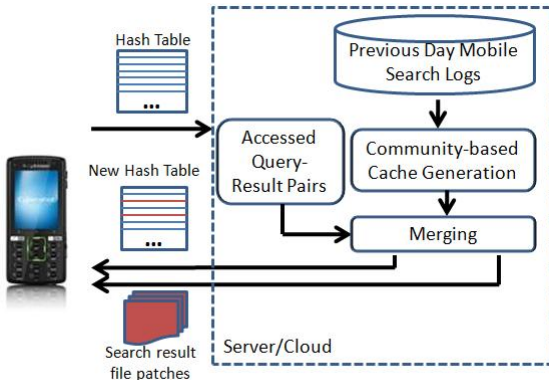 Hash Table
...
Previous Day Mobile
Search Logs
Accessed
Query-
Result Pairs
Community-based
Cache Generation
New Hash Table
...
Merging
Search result
file patches
Server/Cloud